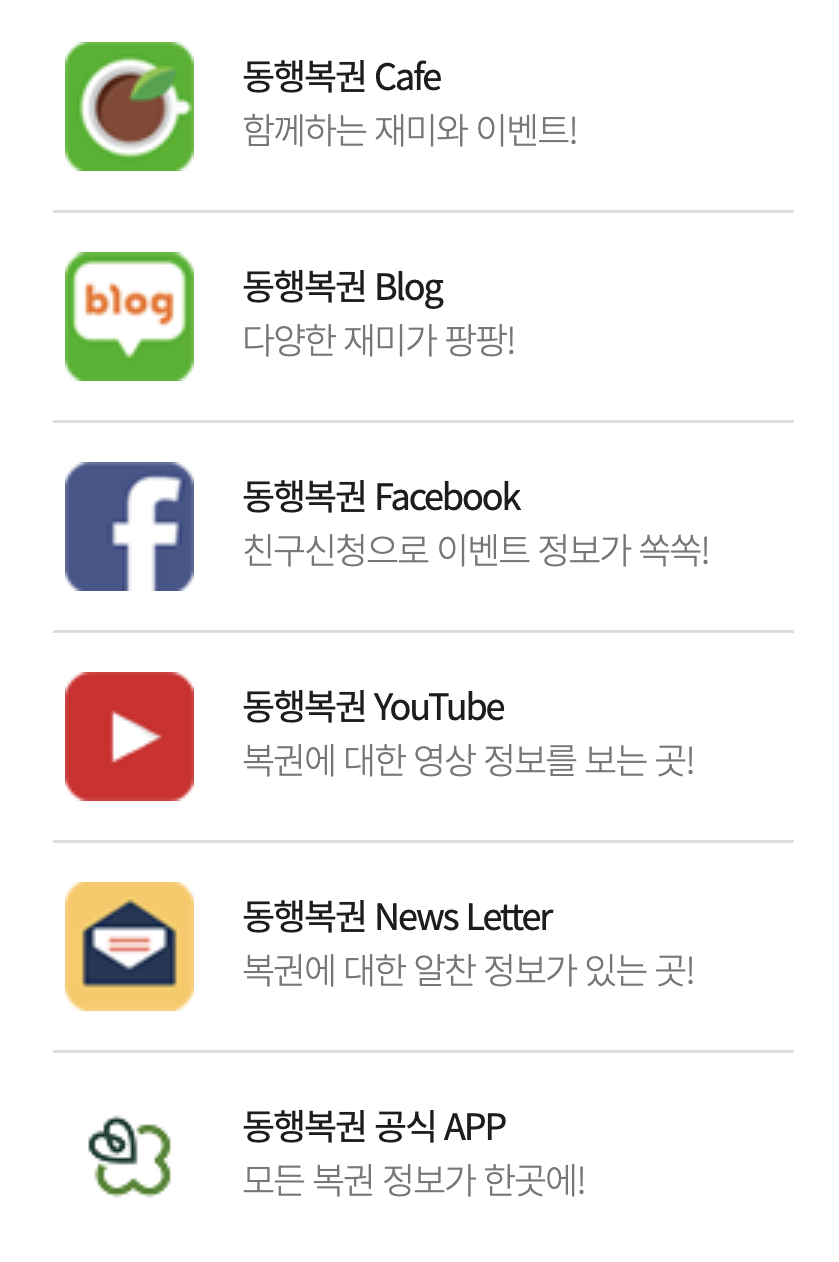 동행복권 Cafe
함께하는 재미와 이벤트!
blog
동행복권 Blog
다양한 재미가 팡팡!
f
동행복권 Facebook
친구신청으로 이벤트 정보가 쏙쏙!
동행복권 YouTube
복권에 대한 영상 정보를 보는 곳!
동행복권 News Letter
복권에 대한 알찬 정보가 있는 곳!
동행복권 공식 APP
모든 복권 정보가 한곳에!